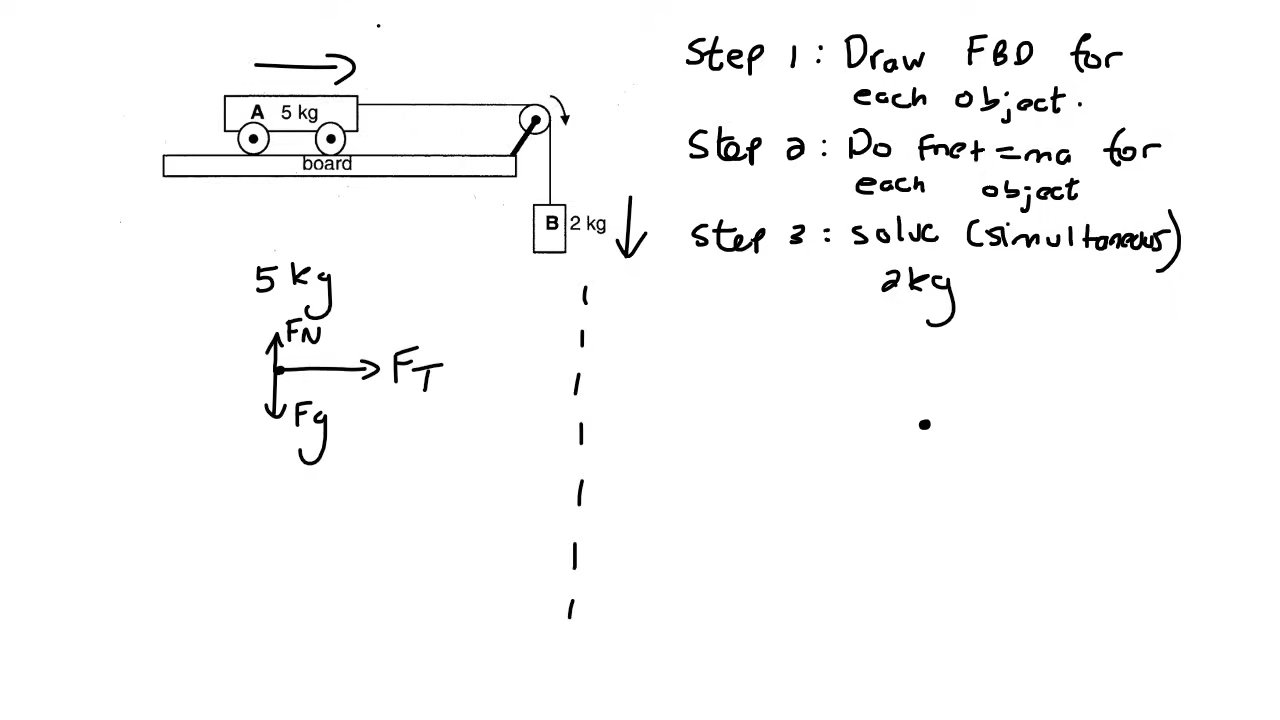 Step 1 : Draw FBD for
each object.
Step 2 : Do Fnet = ma for
each object
Step 3 : Solve (simultaneous)
A 5 kg
board
B 2 kg
5 kg
FN
FT
Fg
2kg